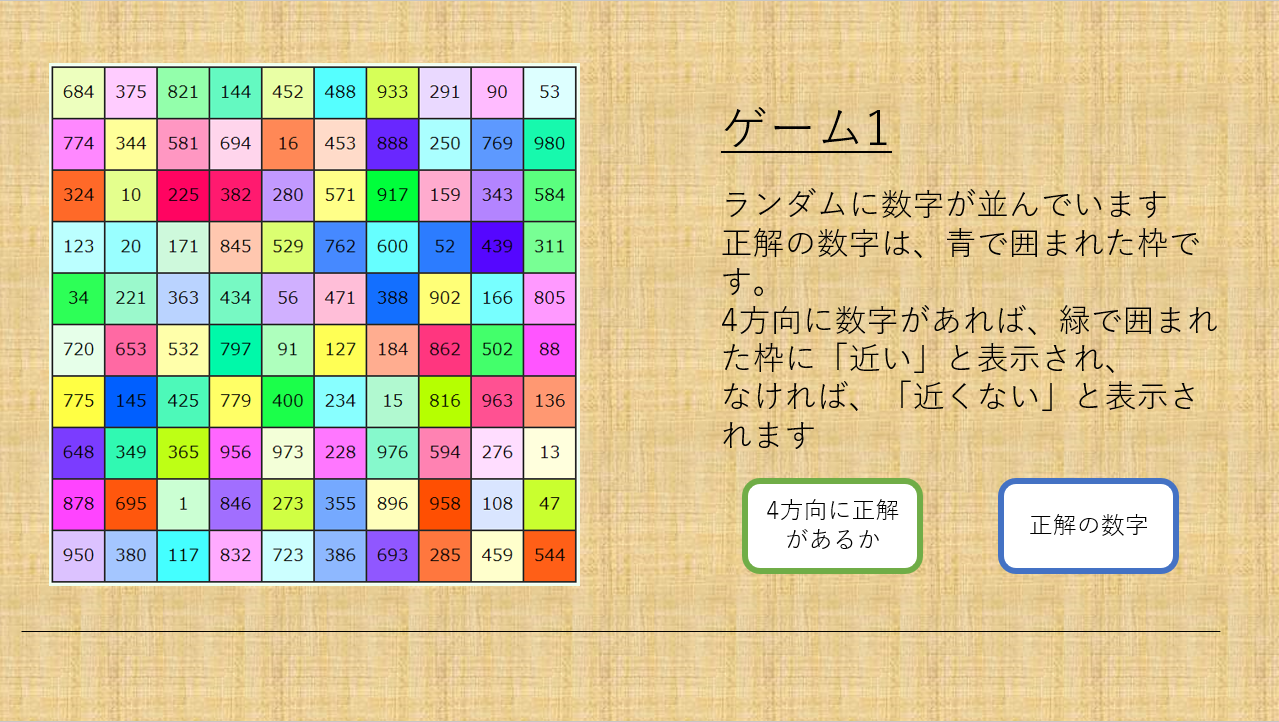 684 375 821 144 452 488 933 291 90 53
774 344 581 694 16 453 888 250 769 980
324 10 225 382 280 571 917 159 343 584
123 20 171 845 529 762 600 52 439 311
34 221 363 434 56 471 388 902 166 805
720 653 532 797 91 127 184 862 502 88
775 145 425 779 400 234 15 816 963 136
648 349 365 956 973 228 976 594 276 13
878 695 1 846 273 355 896 958 108 47
950 380 117 832 723 386 693 285 459 544
ゲーム1
ランダムに数字が並んでいます
正解の数字は、青で囲まれた枠で
す。
4方向に数字があれば、緑で囲まれ
た枠に「近い」と表示され、
なければ、「近くない」と表示さ
れます
4方向に正解
があるか
正解の数字